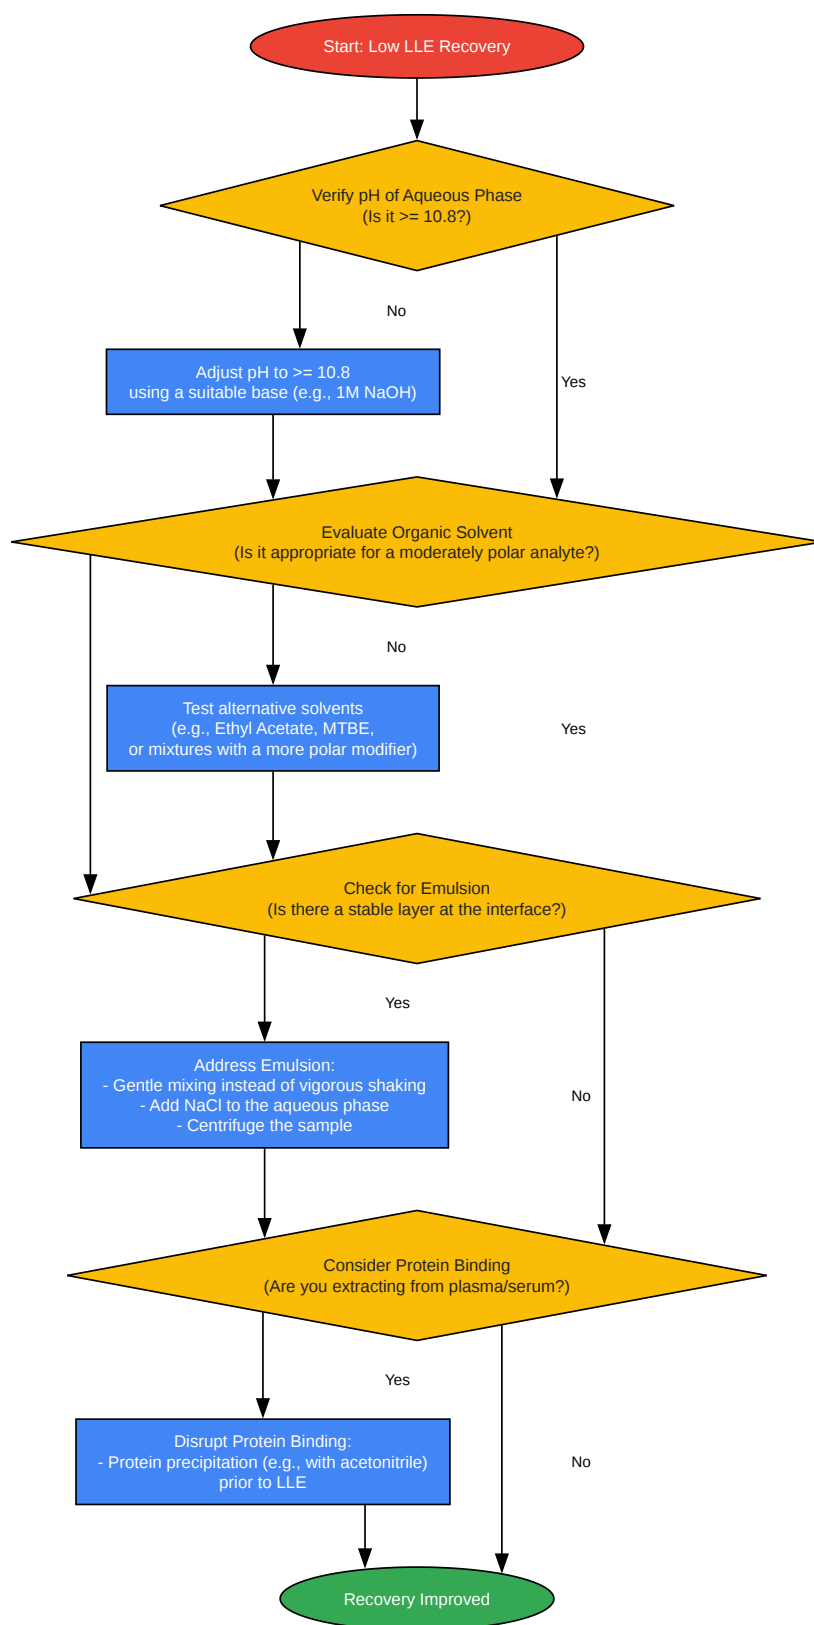 Start: Low LLE Recovery
Verify pH of Aqueous Phase
(Is it >= 10.8?)
No
Adjust pH to >= 10.8
using a suitable base (e.g., 1M NaOH)
Yes
Evaluate Organic Solvent
(Is it appropriate for a moderately polar analyte?)
No
Test alternative solvents
(e.g., Ethyl Acetate, MTBE,
or mixtures with a more polar modifier)
Yes
Check for Emulsion
(Is there a stable layer at the interface?)
Yes
Address Emulsion:
- Gentle mixing instead of vigorous shaking
- Add NaCl to the aqueous phase
- Centrifuge the sample
No
Consider Protein Binding
(Are you extracting from plasma/serum?)
Yes
Disrupt Protein Binding:
- Protein precipitation (e.g., with acetonitrile)
prior to LLE
No
Recovery Improved